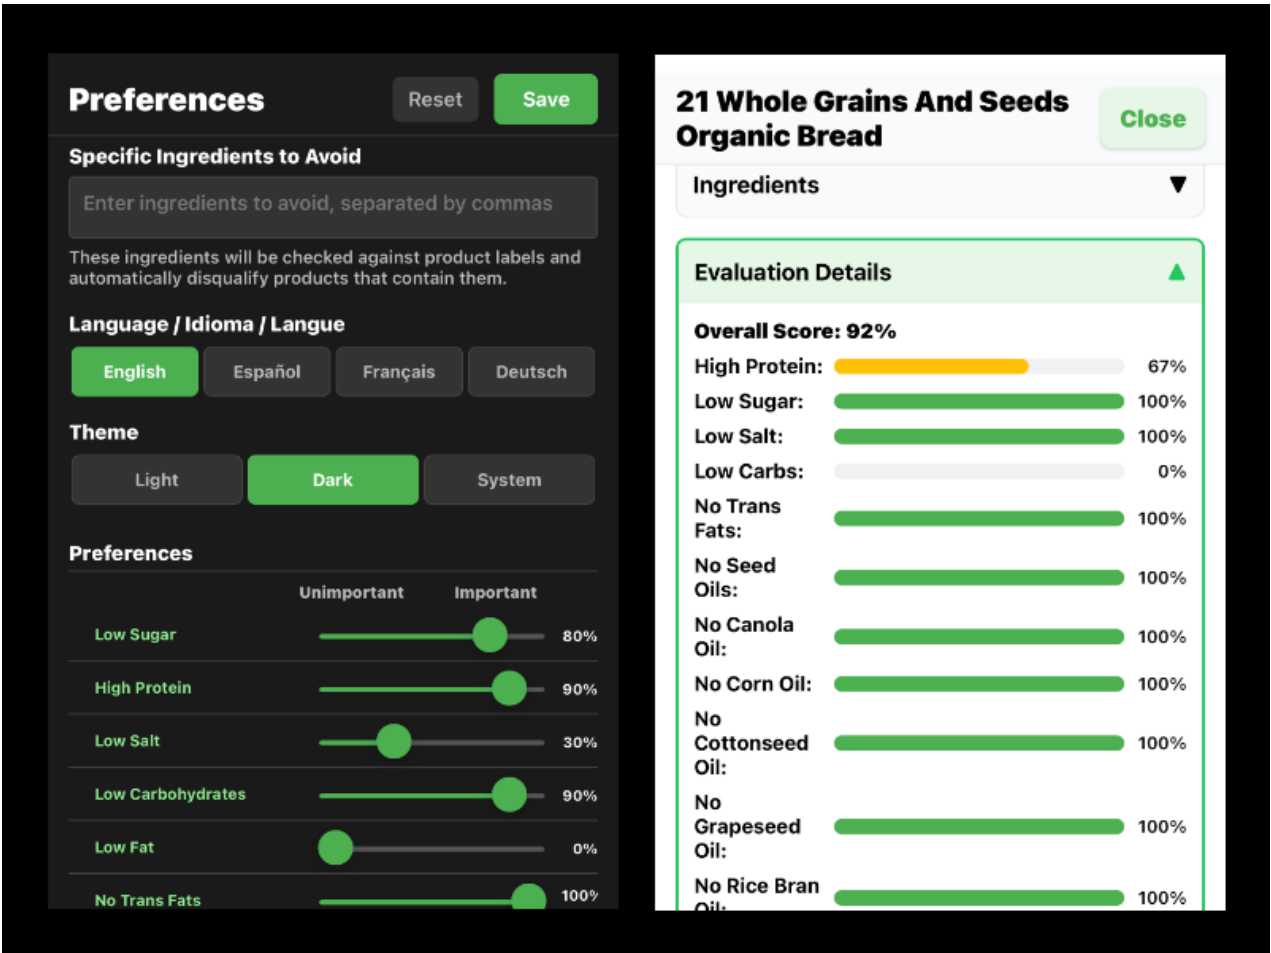 Preferences
Reset
Save
Specific Ingredients to Avoid
Enter ingredients to avoid, separated by commas
These ingredients will be checked against product labels and
automatically disqualify products that contain them.
Language / Idioma / Langue
English
Español
Français
Deutsch
Theme
Light
Dark
System
Preferences
Unimportant
Important
Low Sugar
80%
High Protein
90%
Low Salt
30%
Low Carbohydrates
90%
Low Fat
0%
No Trans Fats
100%
21 Whole Grains And Seeds
Organic Bread
Close
Ingredients
Evaluation Details
Overall Score: 92%
High Protein:
67%
Low Sugar:
100%
Low Salt:
100%
Low Carbs:
0%
No Trans
Fats:
100%
No Seed
Oils:
100%
No Canola
Oil:
100%
No Corn Oil:
100%
No
Cottonseed
Oil:
100%
No
Grapeseed
Oil:
100%
No Rice Bran
Oil:
100%